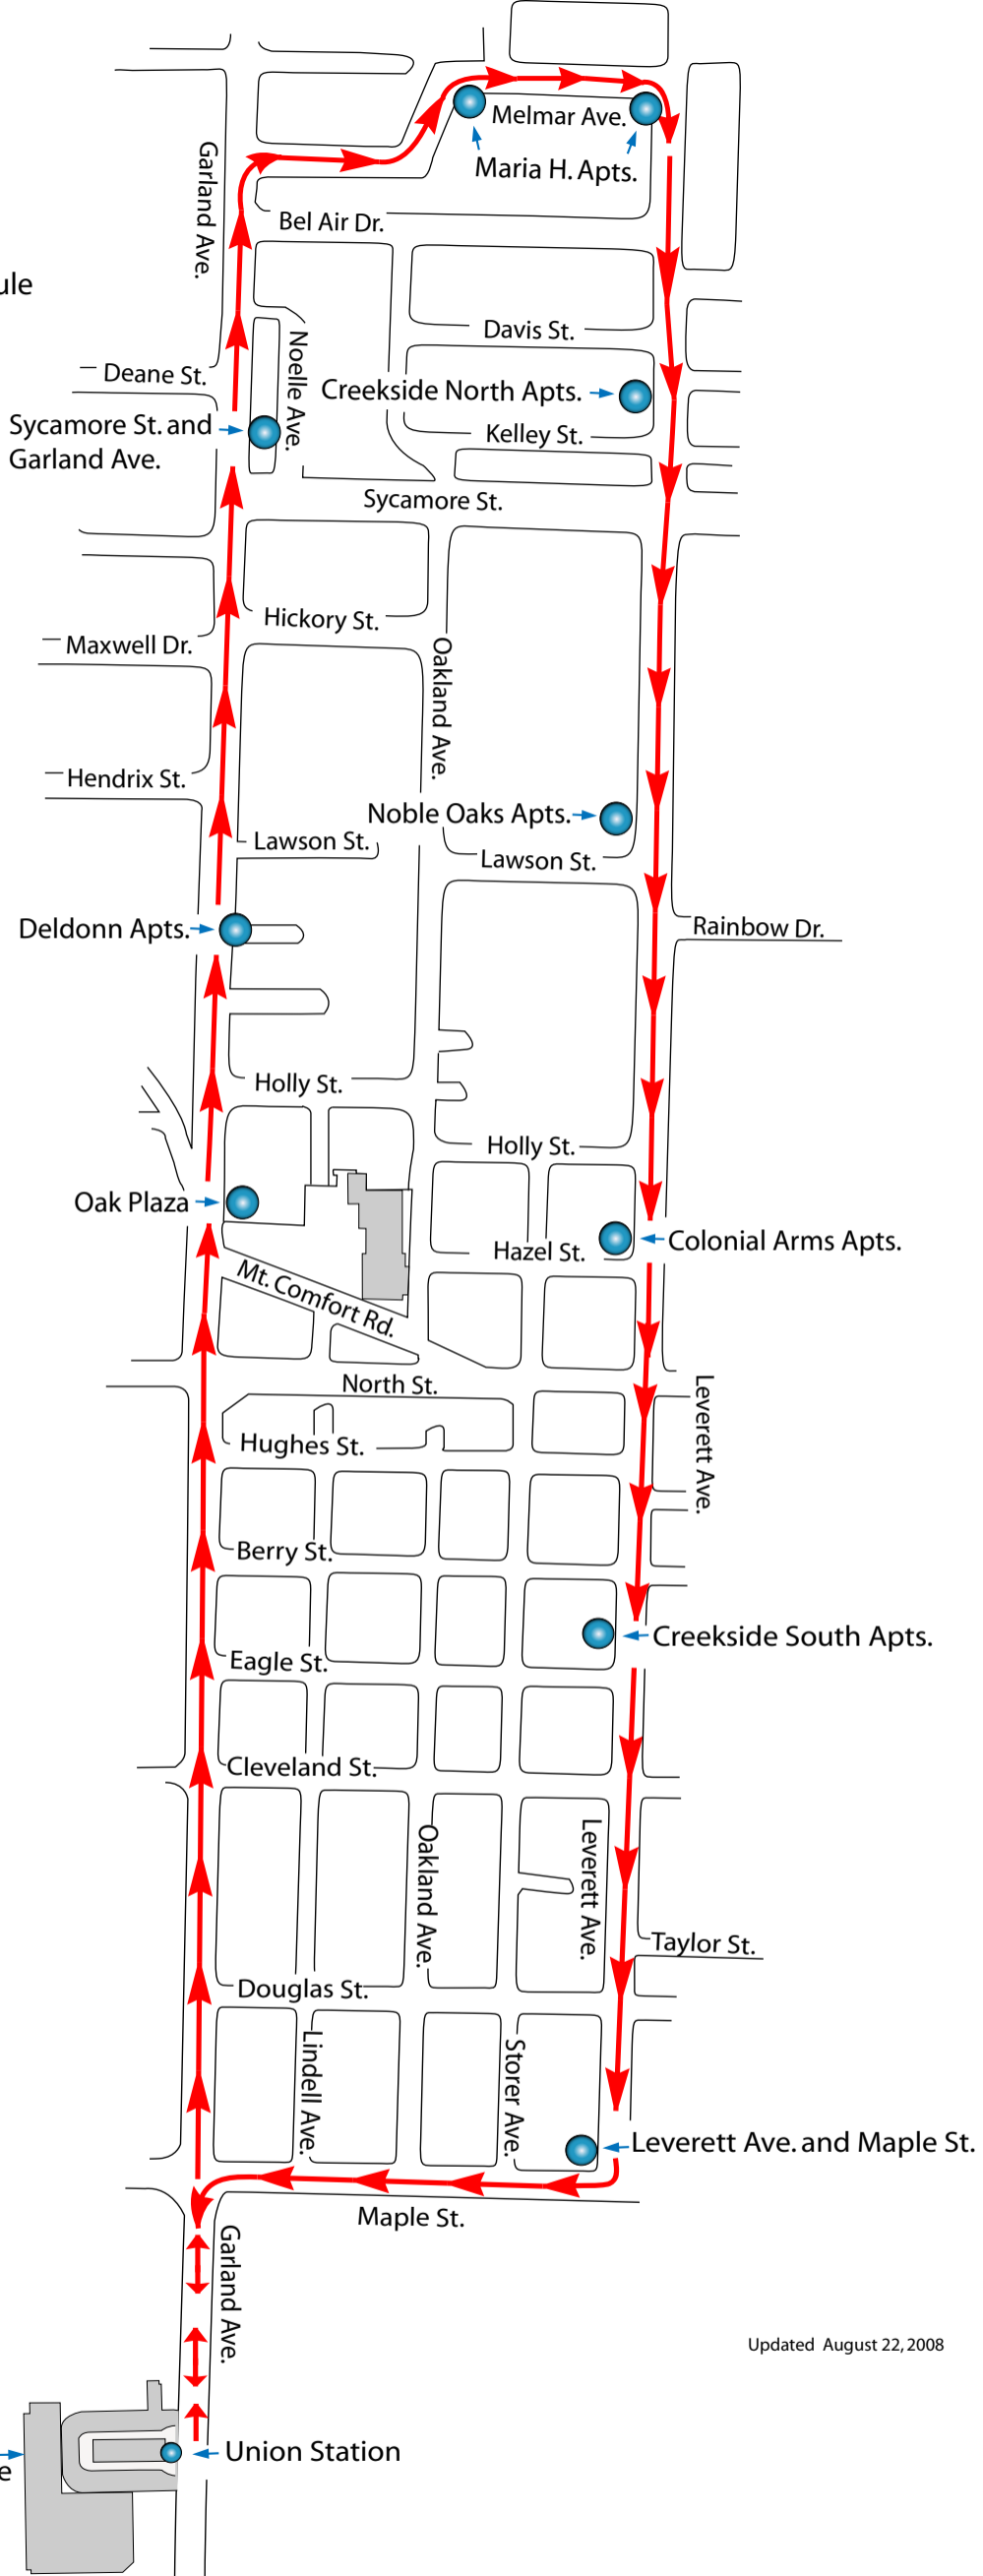 Melmar Ave.
Maria H. Apts.
Garland Ave.
Bel Air Dr.
ule
Davis St.
Noelle Ave.
Deane St.
Creekside North Apts.
Sycamore St. and
Garland Ave.
Kelley St.
Sycamore St.
Hickory St.
Maxwell Dr.
Oakland Ave.
Hendrix St.
Noble Oaks Apts.
Lawson St.
Lawson St.
Deldonn Apts.
Rainbow Dr.
Holly St.
Holly St.
Oak Plaza
Colonial Arms Apts.
Hazel St.
Mt. Comfort Rd.
North St.
Leverett Ave.
Hughes St.
Berry St.
Creekside South Apts.
Eagle St.
Cleveland St.
Oakland Ave.
Leverett Ave.
Taylor St.
Douglas St.
Lindell Ave.
Storer Ave.
Leverett Ave. and Maple St.
Maple St.
Garland Ave.
Updated August 22, 2008
Union Station
e